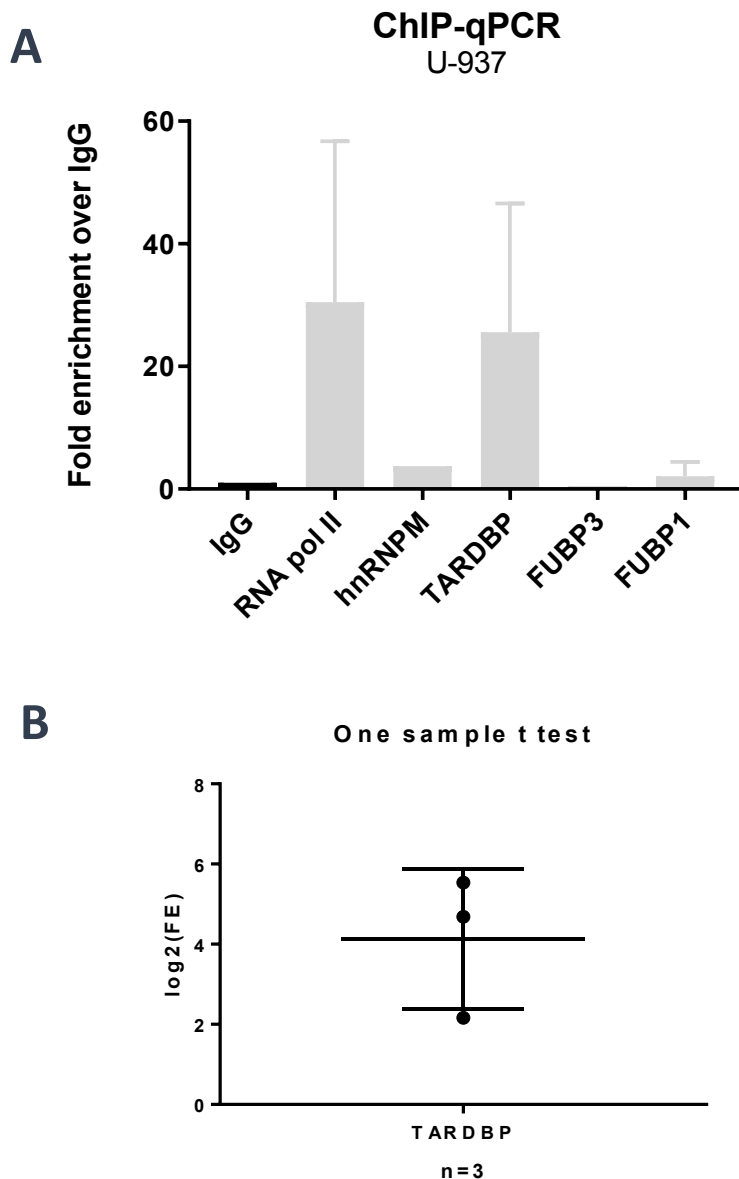 A
ChIP-qPCR
U-937
Fold enrichment over IgG
60
40
20
0
IgG
RNA pol II
hnRNPM
TARDBP
FUBP3
FUBP1
B
One sample t test
log2(FE)
8
6
4
2
0
TARDBP
n=3